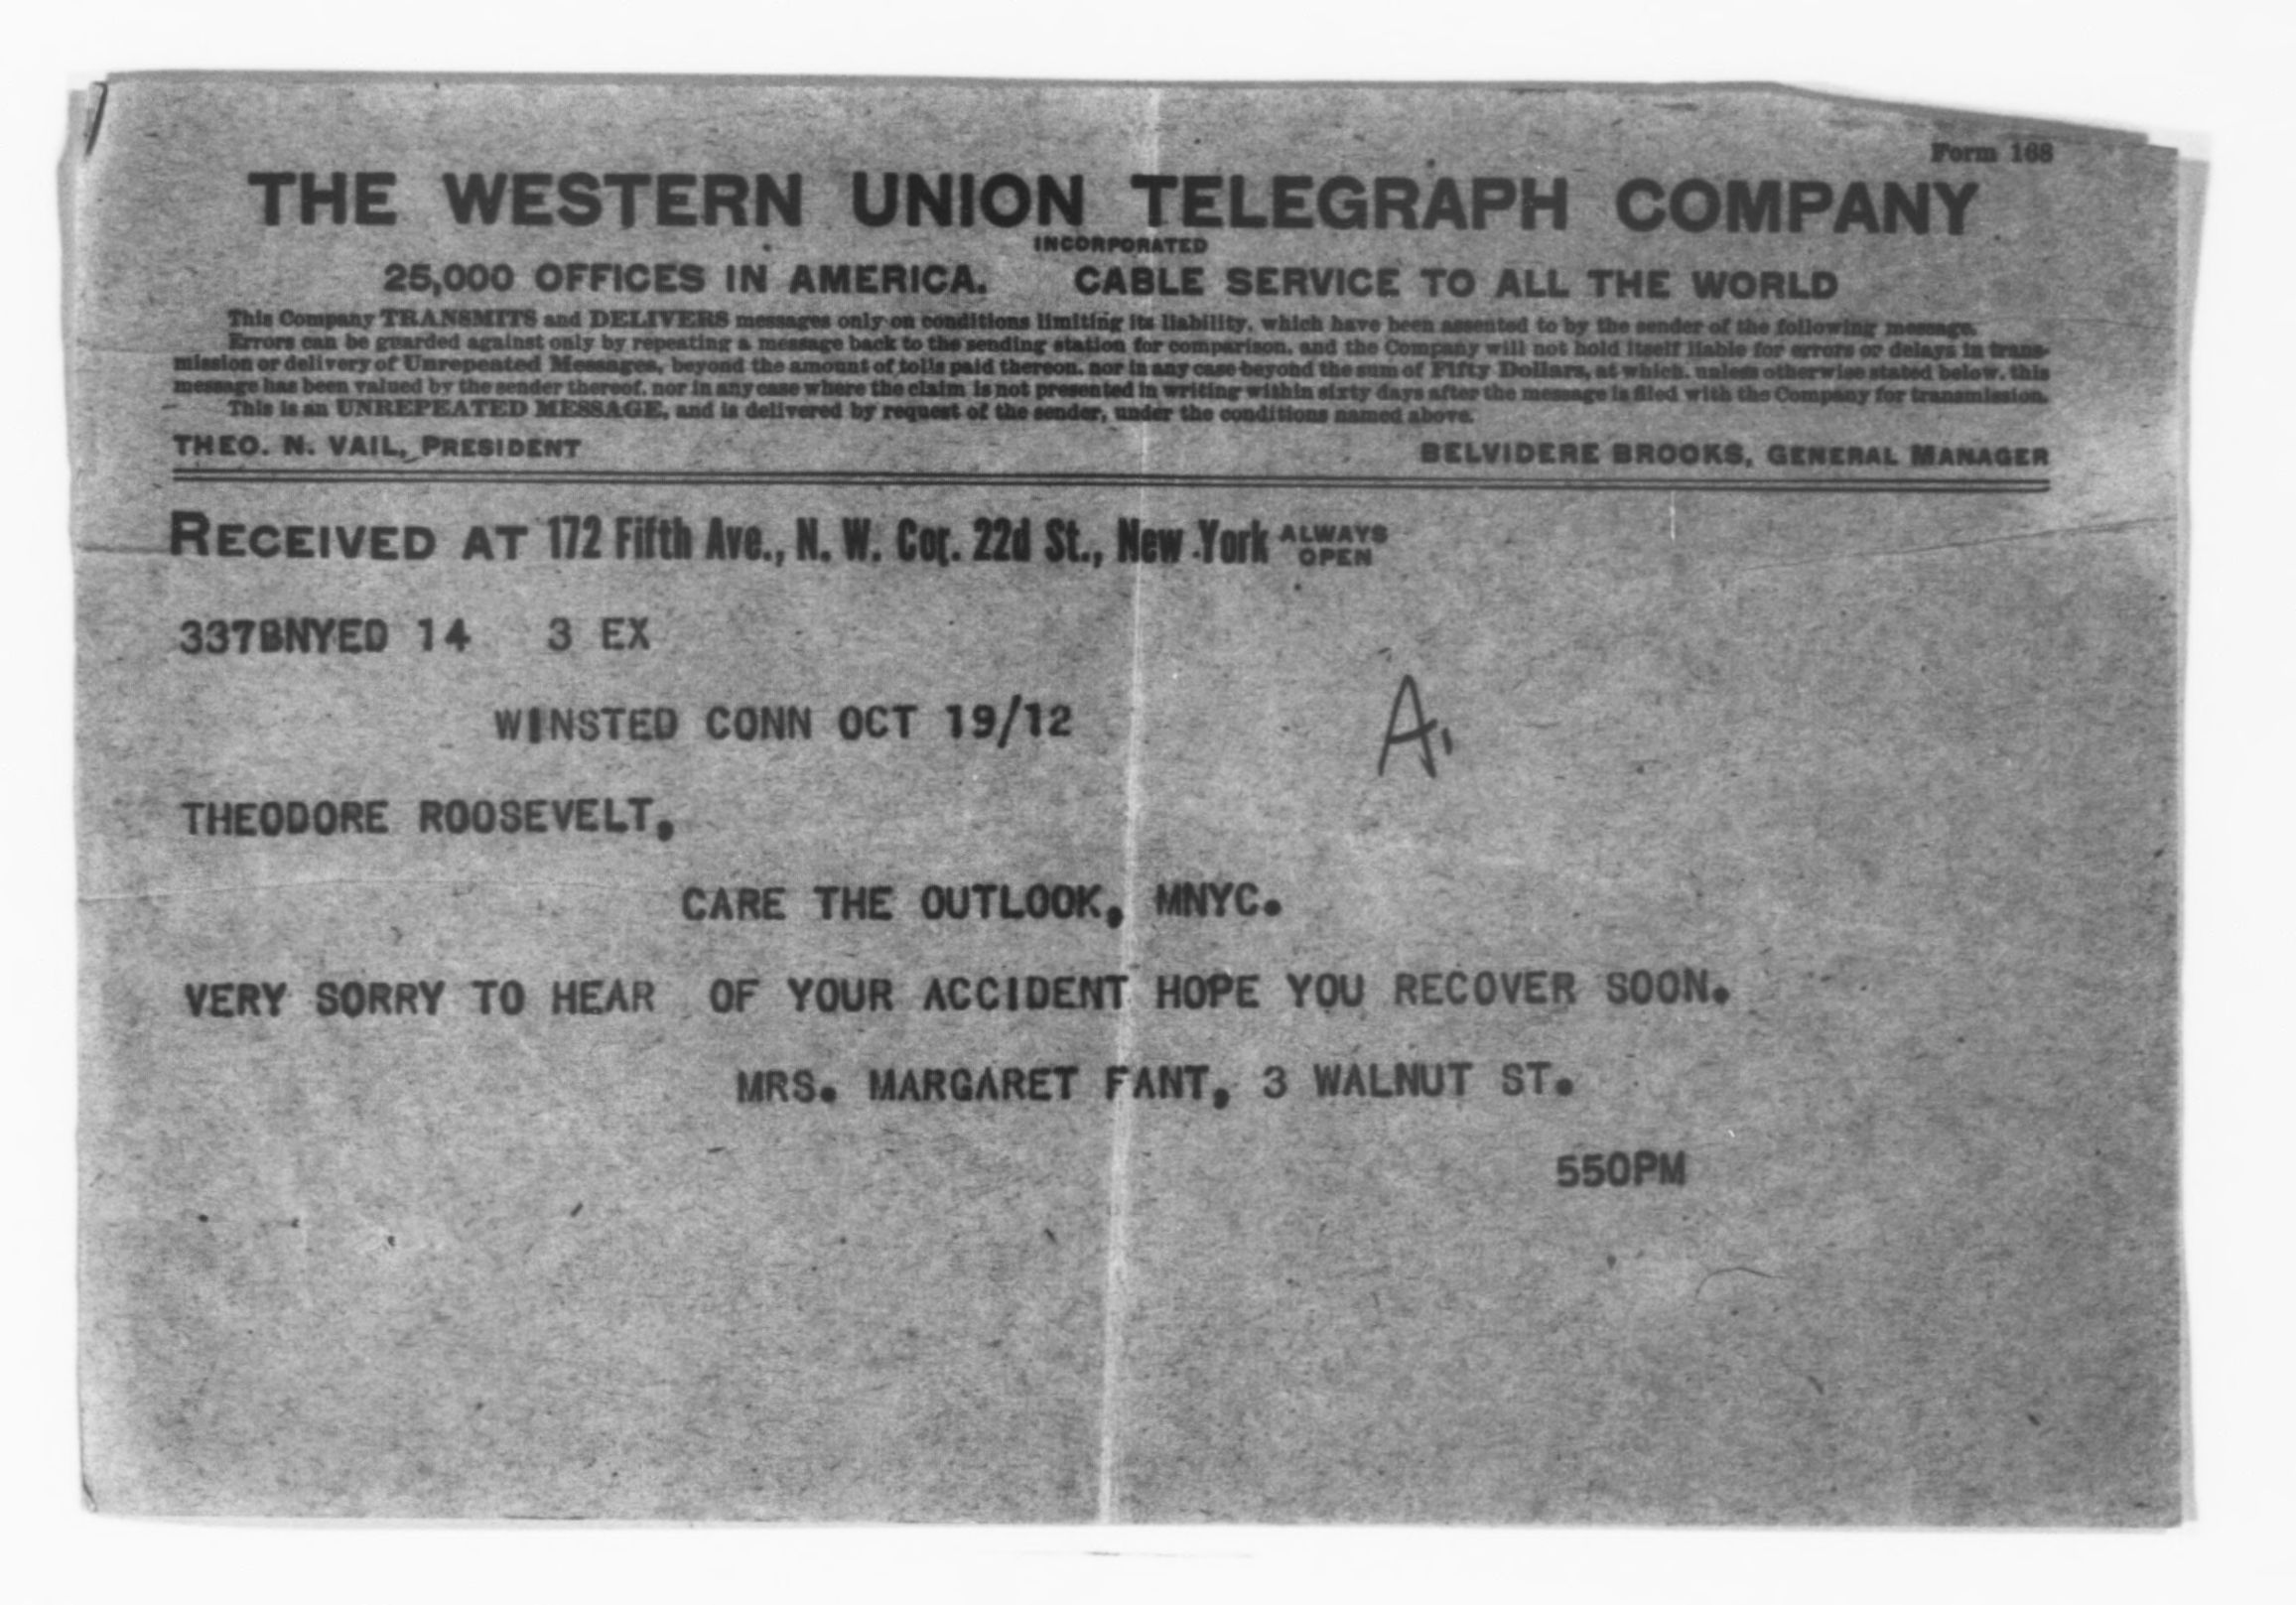 Form 168
THE WESTERN UNION TELEGRAPH COMPANY
INCORPORATED
25,000 OFFICES IN AMERICA. CABLE SERVICE TO ALL THE WORLD
This Company TRANSMITS and DELIVERS messages only on conditions limiting its liability, which have been assented to by the sender of the following message.
Errors can be guarded against only by repeating a message back to the sending station for comparison, and the Company will not hold itself liable for errors or delays in trans-
mission or delivery of Unrepeated Messages, beyond the amount of tolls paid thereon, nor in any case beyond the sum of Fifty Dollars, at which, unless otherwise stated below, this
message has been valued by the sender thereof, nor in any case where the claim is not presented in writing within sixty days after the message is filed with the Company for transmission.
This is an UNREPEATED MESSAGE, and is delivered by request of the sender, under the conditions named above.
THEO. N. VAIL, PRESIDENT BELVIDERE BROOKS, GENERAL MANAGER
RECEIVED AT 172 Fifth Ave., N. W. Cor. 22d St., New York ALWAYS OPEN
337BNYED 14 3 EX
WINSTED CONN OCT 19/12
A.
THEODORE ROOSEVELT,
CARE THE OUTLOOK, MNYC.
VERY SORRY TO HEAR OF YOUR ACCIDENT HOPE YOU RECOVER SOON.
MRS. MARGARET FANT, 3 WALNUT ST.
550PM